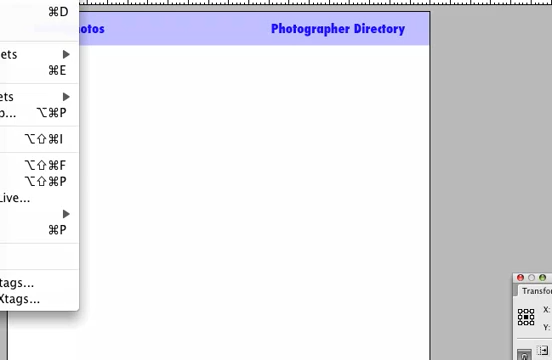 ⌘D
otos Photographer Directory
ets
⌘E
ets
p... ⌥⌘P
⌥⇧⌘I
⌥⇧⌘F
⌥⇧⌘P
Live...
⌘P
tags...
Xtags...
Transfo
X:
Y: